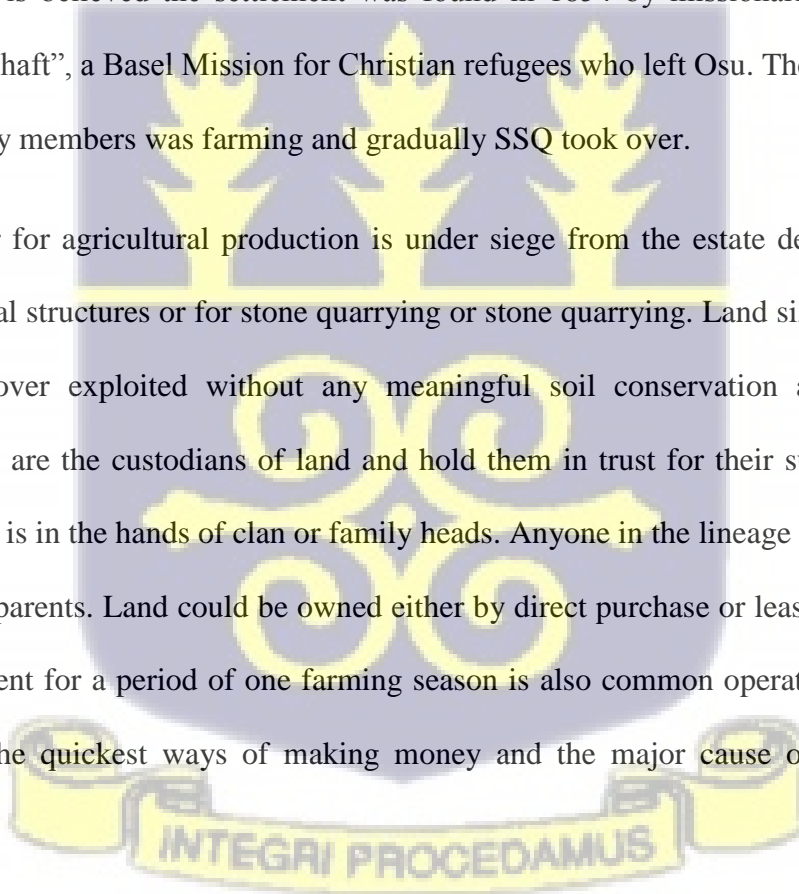 is believed the settlement was found in by missiona
haft”, a Basel Mission for Christian refugees who left Osu. The
y members was farming and gradually SSQ took over.
for agricultural production is under siege from the estate de
al structures or for stone quarrying or stone quarrying. Land si
over exploited without any meaningful soil conservation a
are the custodians of land and hold them in trust for their s
is in the hands of clan or family heads. Anyone in the lineage
parents. Land could be owned either by direct purchase or leas
ent for a period of one farming season is also common operat
he quickest ways of making money and the major cause o
INTEGRI PROCEDAMUS